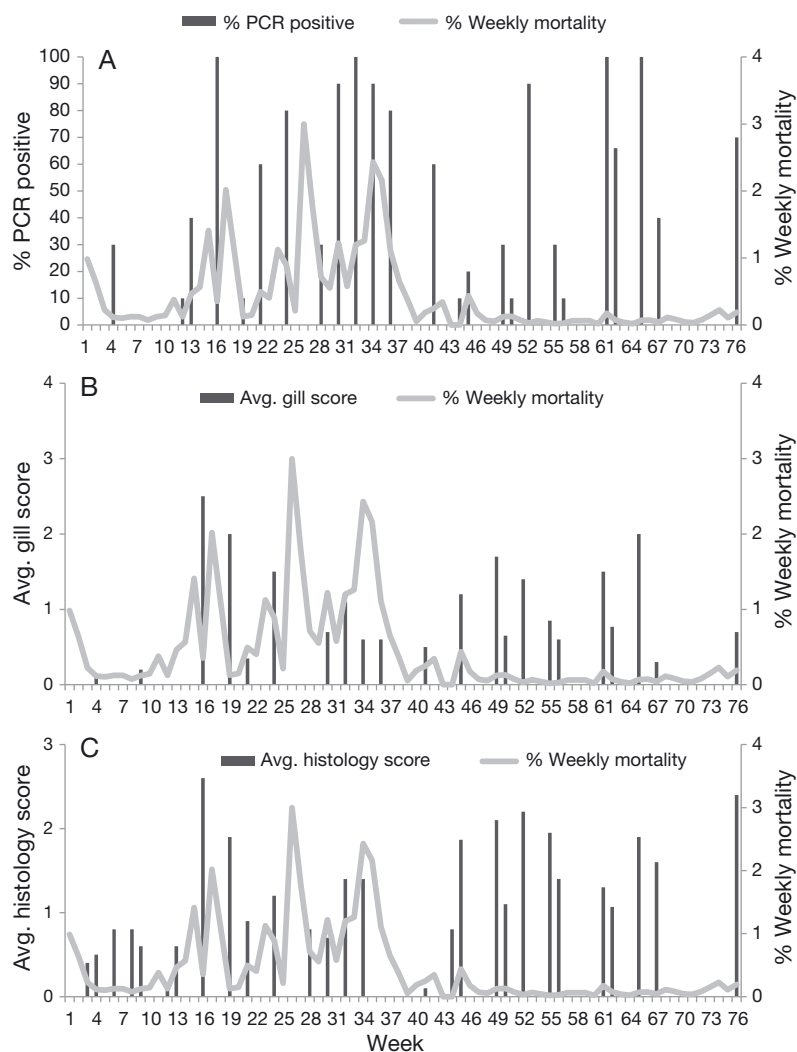 % PCR positive % Weekly mortality
A
100 90 80 70 60 50 40 30 20 10 0
% PCR positive
4 3 2 1 0
% Weekly mortality
1 4 7 10 13 16 19 22 25 28 31 34 37 40 43 46 49 52 55 58 61 64 67 70 73 76
B
Avg. gill score % Weekly mortality
4 3 2 1 0
Avg. gill score
4 3 2 1 0
% Weekly mortality
1 4 7 10 13 16 19 22 25 28 31 34 37 40 43 46 49 52 55 58 61 64 67 70 73 76
C
Avg. histology score % Weekly mortality
3 2 1 0
Avg. histology score
4 3 2 1 0
% Weekly mortality
1 4 7 10 13 16 19 22 25 28 31 34 37 40 43 46 49 52 55 58 61 64 67 70 73 76
Week